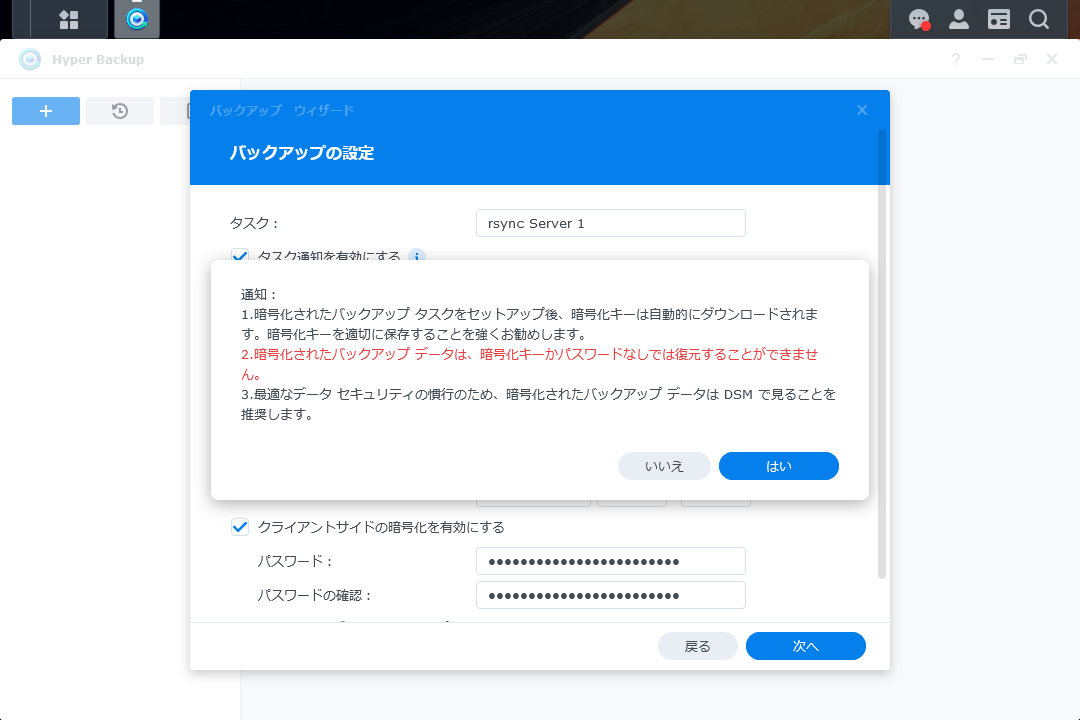 Hyper Backup
バックアップ ウィザード
バックアップの設定
タスク：
rsync Server 1
タスク通知を有効にする
通知：
1.暗号化されたバックアップ タスクをセットアップ後、暗号化キーは自動的にダウンロードされま
す。暗号化キーを適切に保存することを強くお勧めします。
2.暗号化されたバックアップ データは、暗号化キーかパスワードなしでは復元することができませ
ん。
3.最適なデータ セキュリティの慣行のため、暗号化されたバックアップ データは DSM で見ることを
推奨します。
いいえ
はい
クライアントサイドの暗号化を有効にする
パスワード：
パスワードの確認：
戻る
次へ